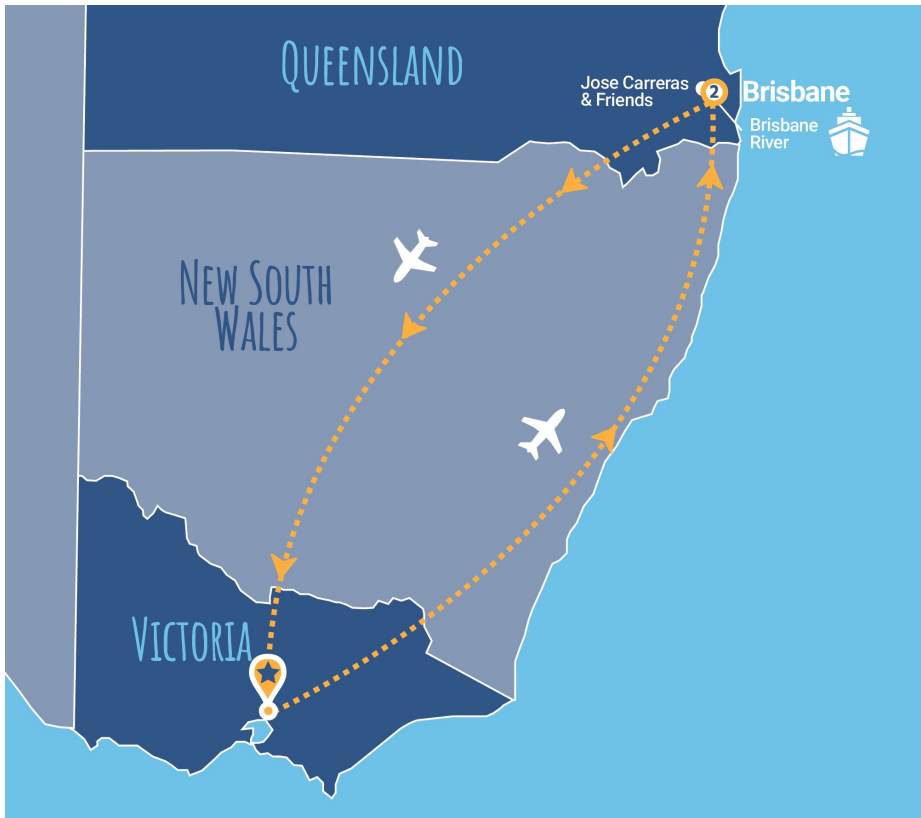 QUEENSLAND
Jose Carreras
& Friends
2
Brisbane
Brisbane
River
NEW SOUTH
WALES
VICTORIA